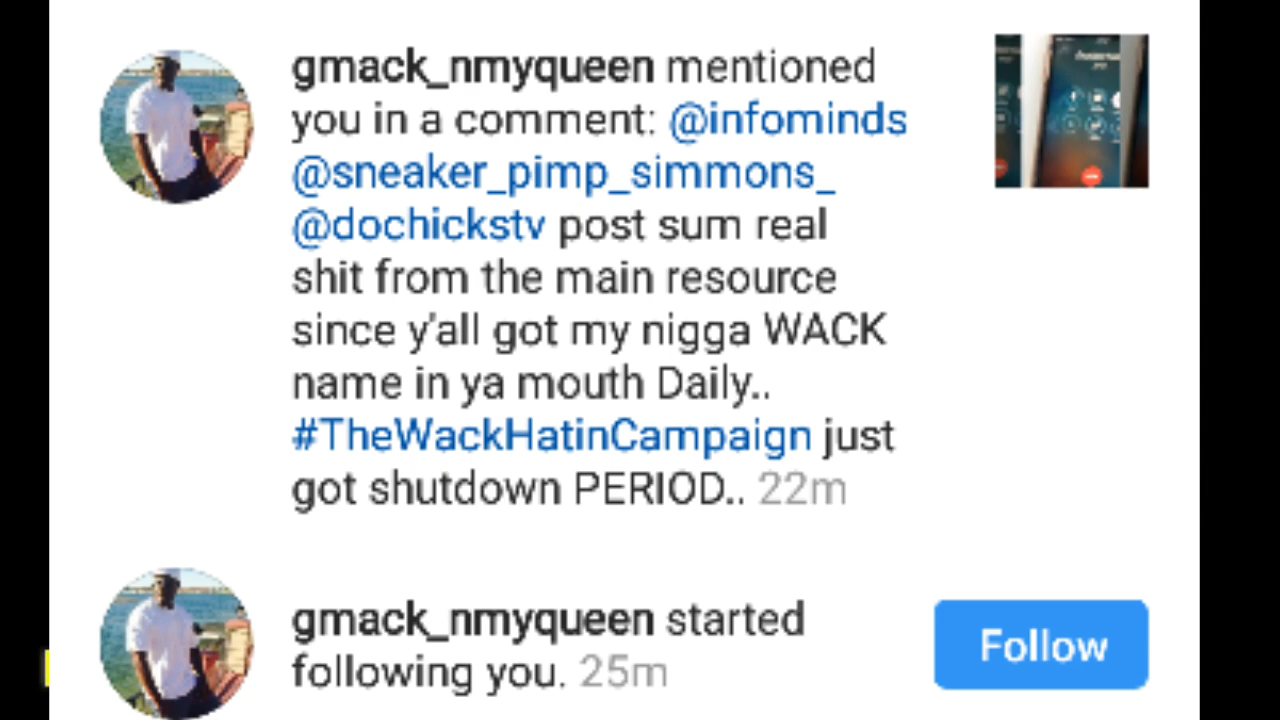 gmack_nmyqueen mentioned
you in a comment: @infominds
@sneaker_pimp_simmons_
@dochickstv post sum real
shit from the main resource
since y'all got my nigga WACK
name in ya mouth Daily..
#TheWackHatinCampaign just
got shutdown PERIOD.. 22m
gmack_nmyqueen started
following you. 25m
Follow